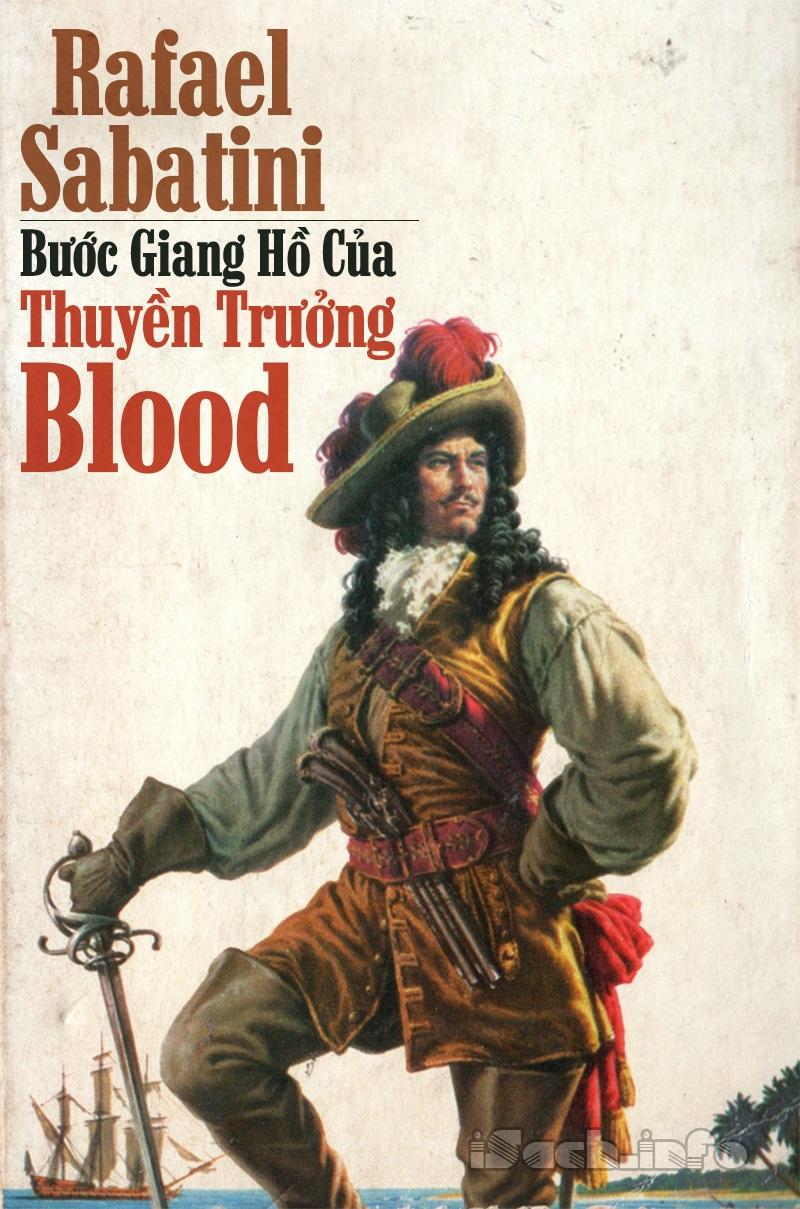 Rafael
Sabatini
Bước Giang Hồ Của
Thuyền Trưởng
Blood
iSach.info